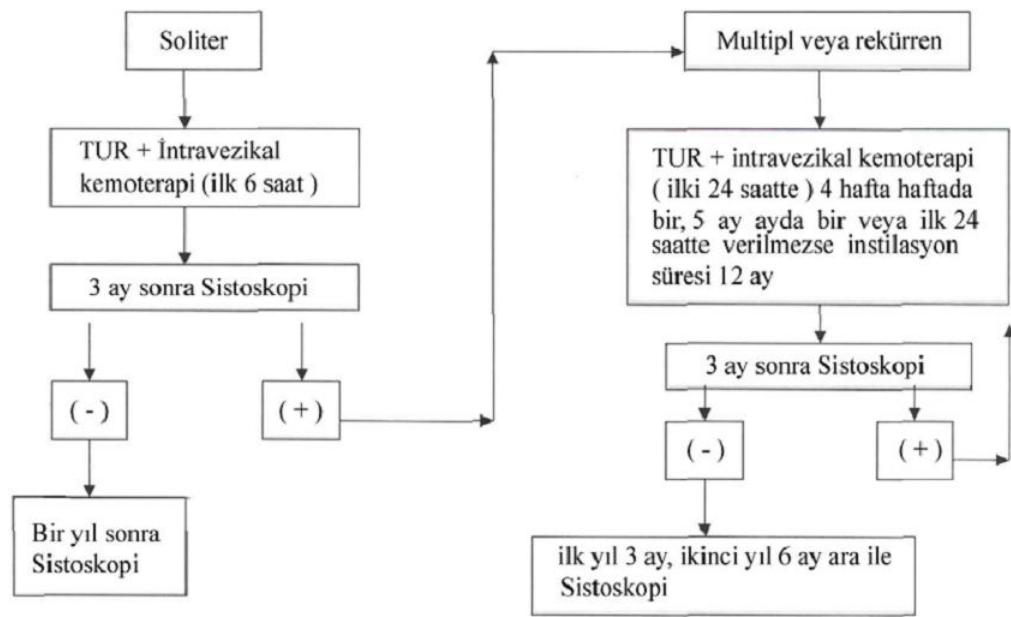 Soliter
TUR + İntravezikal
kemoterapi (ilk 6 saat )
3 ay sonra Sistoskopi
( - )
( + )
Bir yıl sonra
Sistoskopi
Multipl veya rekürren
TUR + intravezikal kemoterapi
( ilki 24 saatte ) 4 hafta haftada
bir, 5 ay ayda bir veya ilk 24
saatte verilmezse instilasyon
süresi 12 ay
3 ay sonra Sistoskopi
( - )
( + )
ilk yıl 3 ay, ikinci yıl 6 ay ara ile
Sistoskopi